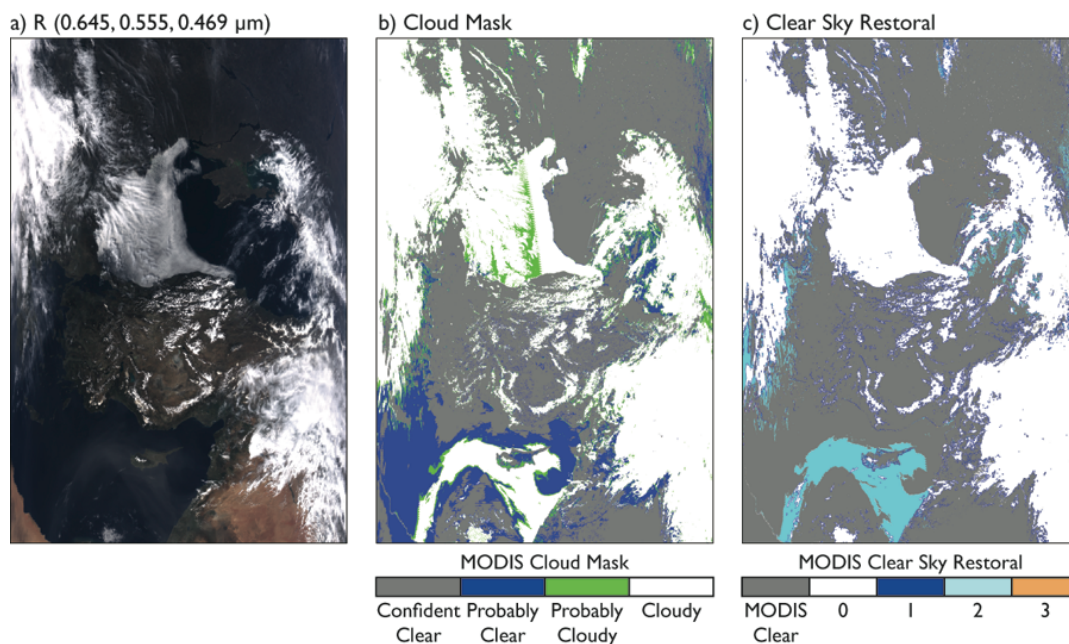 a) R (0.645, 0.555, 0.469 µm)
b) Cloud Mask
c) Clear Sky Restoral
MODIS Cloud Mask
Confident Clear
Probably Clear
Probably Cloudy
Cloudy
MODIS Clear Sky Restoral
MODIS Clear
0
1
2
3